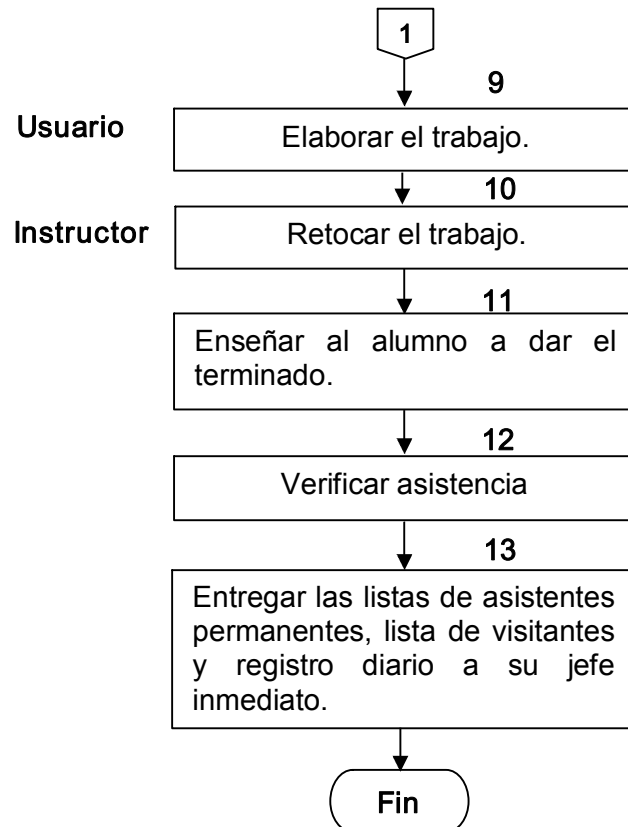 1
9
Usuario
Elaborar el trabajo.
10
Instructor
Retocar el trabajo.
11
Enseñar al alumno a dar el
terminado.
12
Verificar asistencia
13
Entregar las listas de asistentes
permanentes, lista de visitantes
y registro diario a su jefe
inmediato.
Fin